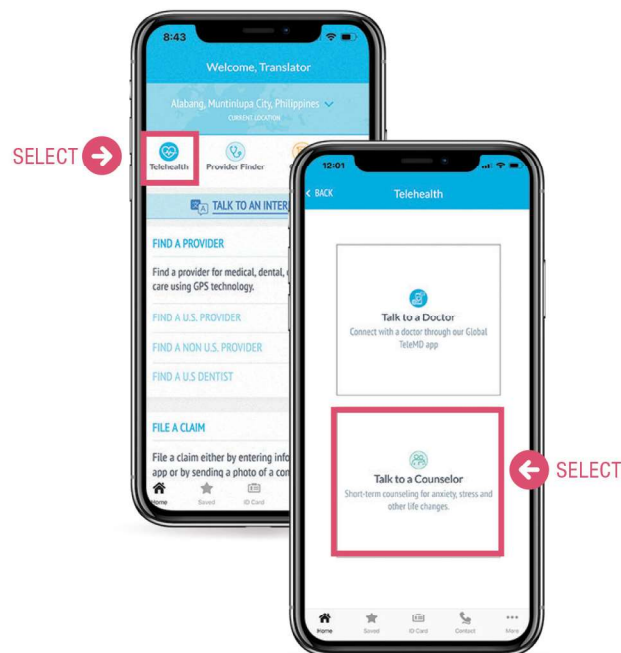 8:43
Welcome, Translator
Alabang, Muntinlupa City, Philippines
CURRENT LOCATION
SELECT
Telehealth
Provider Finder
TALK TO AN INTER
FIND A PROVIDER
Find a provider for medical, dental,
care using GPS technology.
FIND A U.S. PROVIDER
FIND A NON U.S. PROVIDER
FIND A U.S DENTIST
FILE A CLAIM
File a claim either by entering info
app or by sending a photo of a con
Home
Saved
ID Card
12:01
BACK
Telehealth
Talk to a Doctor
Connect with a doctor through our Global
TeleMD app
Talk to a Counselor
Short-term counseling for anxiety, stress and
other life changes.
SELECT
Home
Saved
ID Card
Contact
More